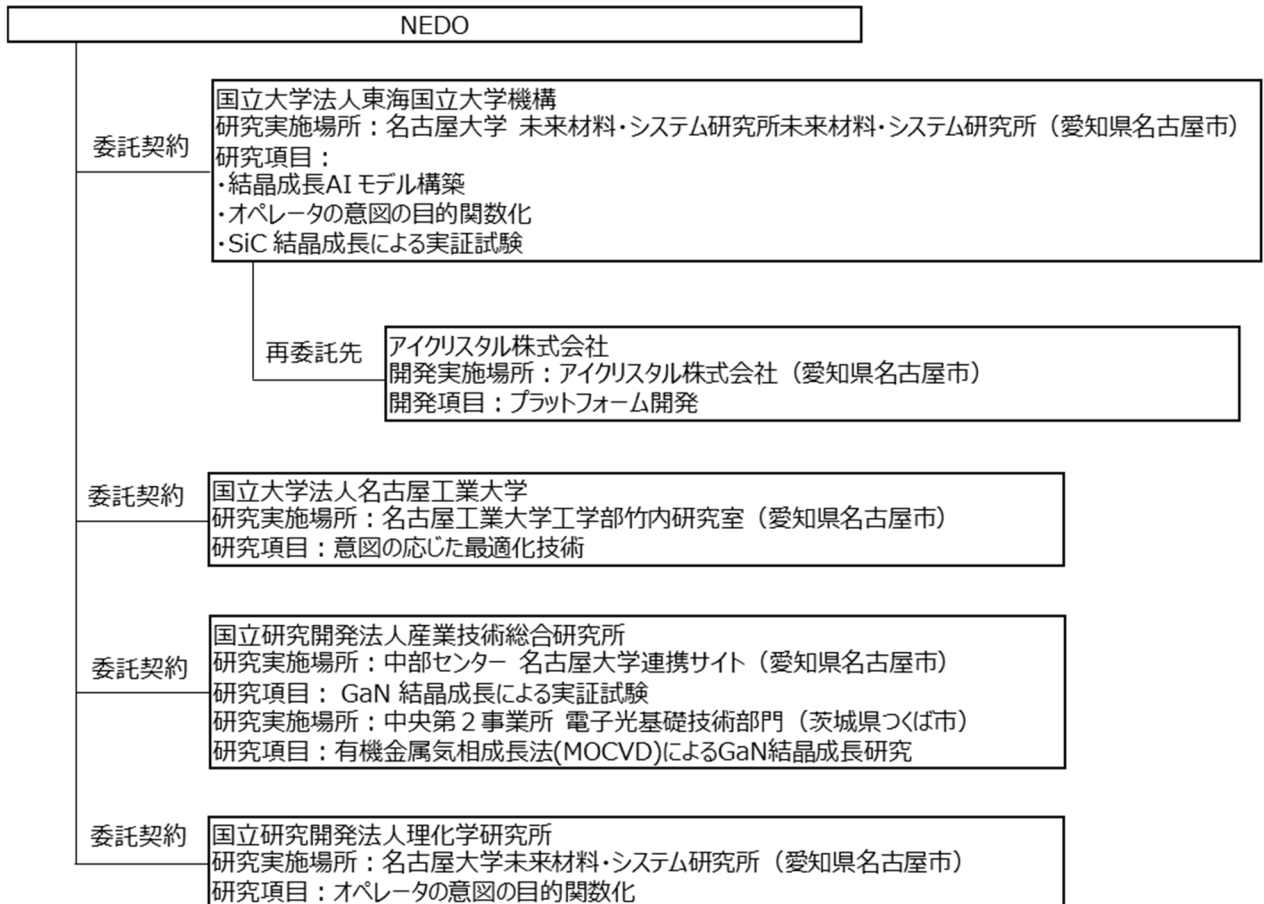 NEDO
委託契約
国立大学法人東海国立大学機構
研究実施場所：名古屋大学 未来材料・システム研究所未来材料・システム研究所（愛知県名古屋市）
研究項目：
・結晶成長AI モデル構築
・オペレータの意図の目的関数化
・SiC 結晶成長による実証試験
再委託先
アイクリスタル株式会社
開発実施場所：アイクリスタル株式会社（愛知県名古屋市）
開発項目：プラットフォーム開発
委託契約
国立大学法人名古屋工業大学
研究実施場所：名古屋工業大学工学部竹内研究室（愛知県名古屋市）
研究項目：意図の応じた最適化技術
委託契約
国立研究開発法人産業技術総合研究所
研究実施場所：中部センター 名古屋大学連携サイト（愛知県名古屋市）
研究項目： GaN 結晶成長による実証試験
研究実施場所：中央第２事業所 電子光基礎技術部門（茨城県つくば市）
研究項目：有機金属気相成長法(MOCVD)によるGaN結晶成長研究
委託契約
国立研究開発法人理化学研究所
研究実施場所：名古屋大学未来材料・システム研究所（愛知県名古屋市）
研究項目：オペレータの意図の目的関数化